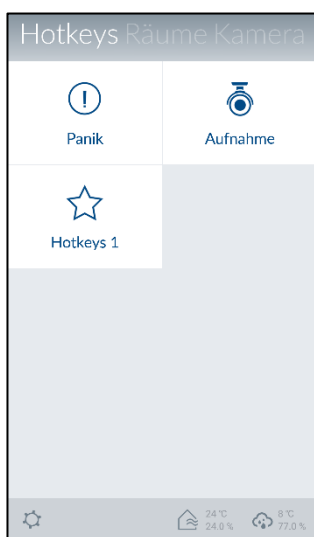 Hotkeys Räume Kamera
Panik
Aufnahme
Hotkeys 1
24 °C
24.0 %
8 °C
77.0 %